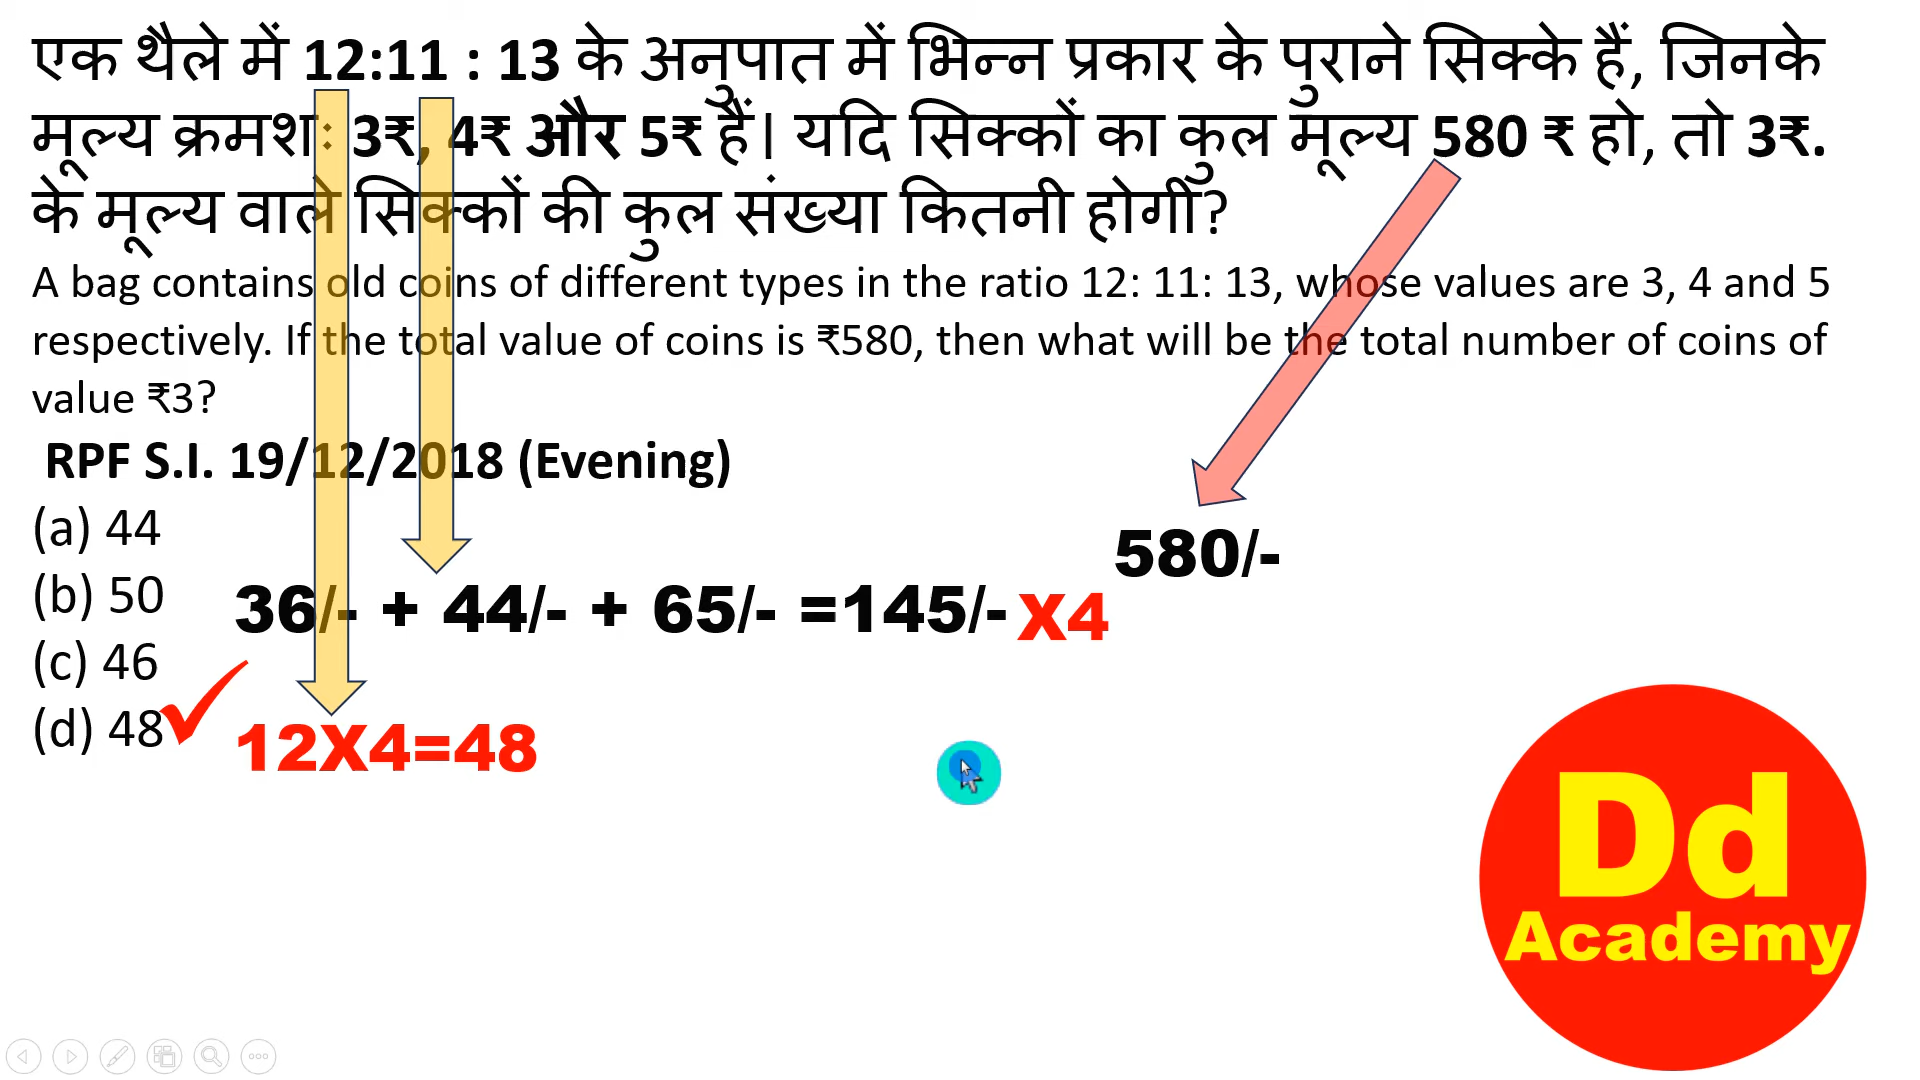 एक थैले में 12:11 : 13 के अनुपात में भिन्न प्रकार के पुराने सिक्के हैं, जिनके
मूल्य क्रमशः 3₹, 4₹ और 5₹ हैं। यदि सिक्कों का कुल मूल्य 580 ₹ हो, तो 3₹.
के मूल्य वाले सिक्कों की कुल संख्या कितनी होगी?
A bag contains old coins of different types in the ratio 12: 11: 13, whose values are 3, 4 and 5
respectively. If the total value of coins is ₹580, then what will be the total number of coins of
value ₹3?
RPF S.I. 19/12/2018 (Evening)
(a) 44
580/-
(b) 50
36/- + 44/- + 65/- =145/- X4
(c) 46
(d) 48
12X4=48
Dd
Academy